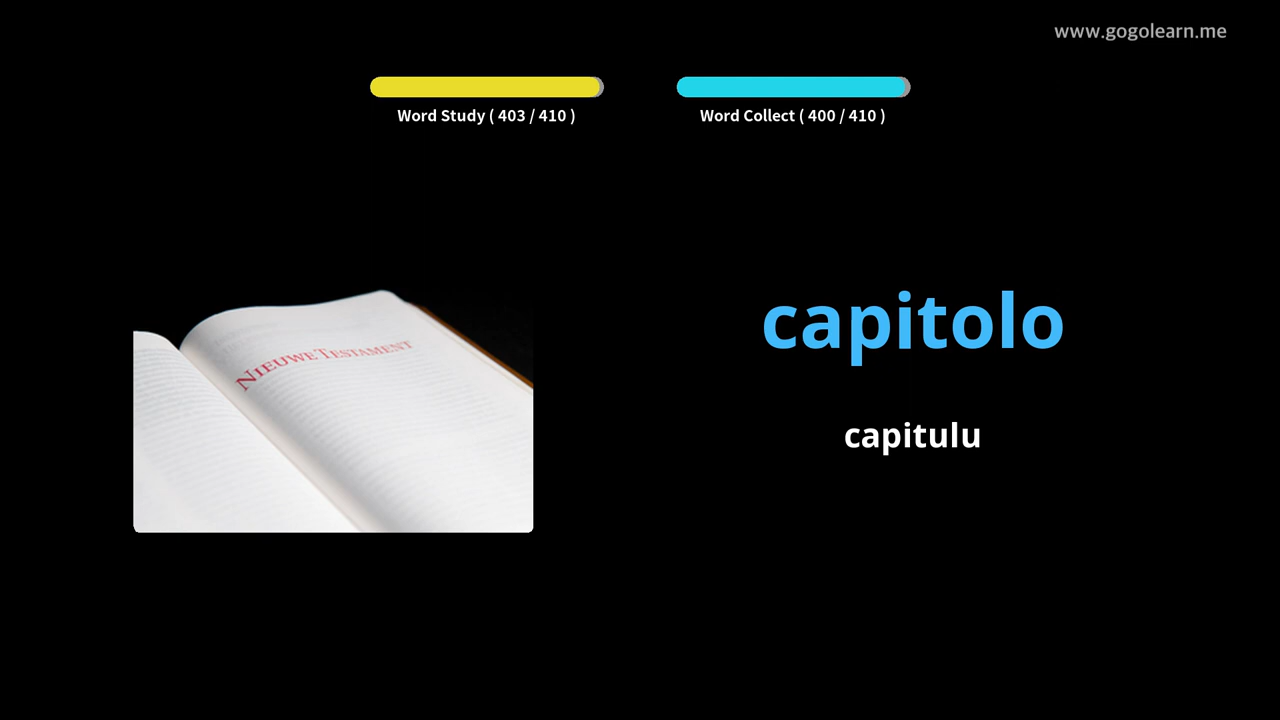 www.gogolearn.me
Word Study ( 403 / 410 )
Word Collect ( 400 / 410 )
NIEUWE TESTAMENT
capitolo
capitulu